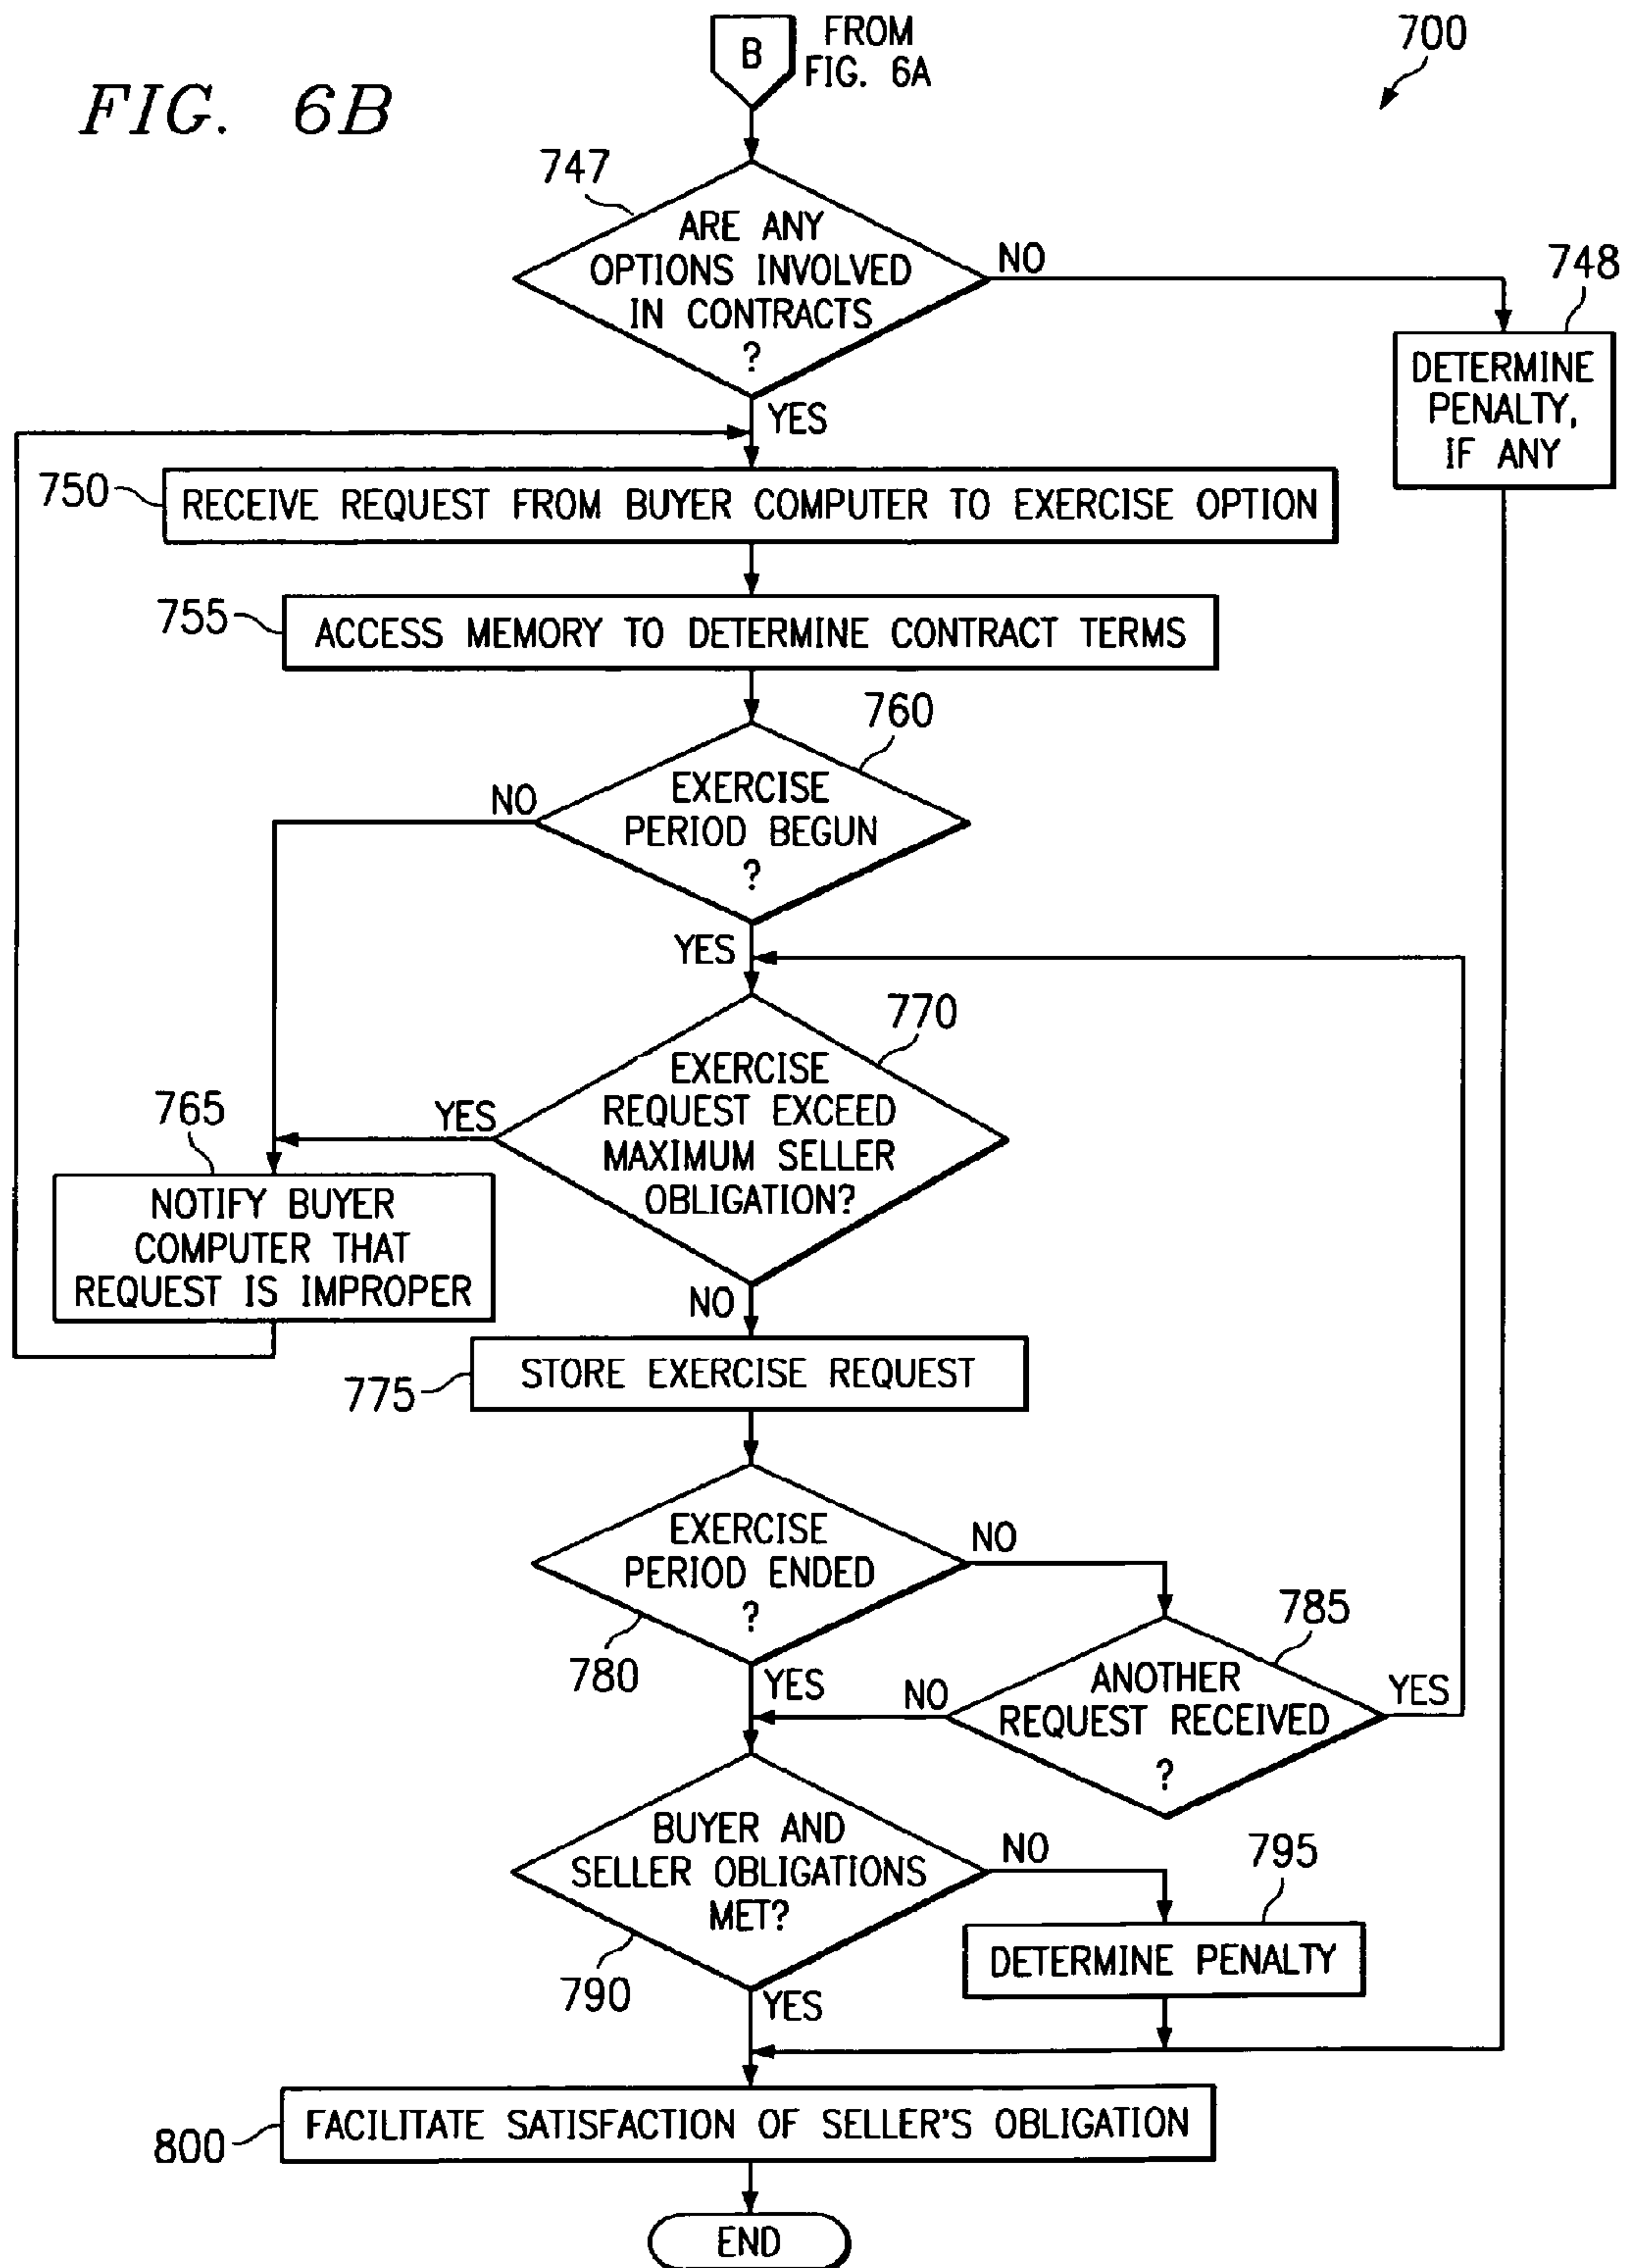 FIG. 6B
B
FROM
FIG. 6A
700
747
ARE ANY
OPTIONS INVOLVED
IN CONTRACTS
?
NO
YES
748
DETERMINE
PENALTY,
IF ANY
750
RECEIVE REQUEST FROM BUYER COMPUTER TO EXERCISE OPTION
755
ACCESS MEMORY TO DETERMINE CONTRACT TERMS
760
EXERCISE
PERIOD BEGUN
?
NO
YES
770
EXERCISE
REQUEST EXCEED
MAXIMUM SELLER
OBLIGATION?
YES
NO
765
NOTIFY BUYER
COMPUTER THAT
REQUEST IS IMPROPER
775
STORE EXERCISE REQUEST
EXERCISE
PERIOD ENDED
?
NO
780
YES
785
ANOTHER
REQUEST RECEIVED
?
NO
YES
BUYER AND
SELLER OBLIGATIONS
MET?
NO
790
YES
795
DETERMINE PENALTY
800
FACILITATE SATISFACTION OF SELLER'S OBLIGATION
END